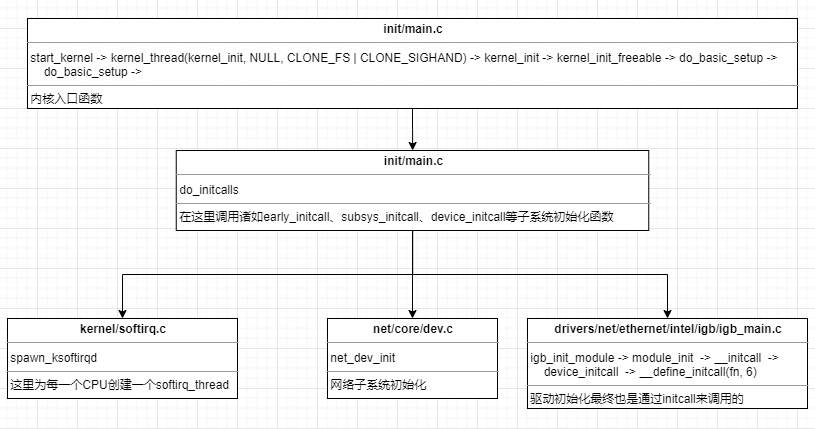 init/main.c
start_kernel -> kernel_thread(kernel_init, NULL, CLONE_FS | CLONE_SIGHAND) -> kernel_init -> kernel_init_freeable -> do_basic_setup ->
do_basic_setup ->
内核入口函数
init/main.c
do_initcalls
在这里调用诸如early_initcall、subsys_initcall、device_initcall等子系统初始化函数
kernel/softirq.c
spawn_ksoftirqd
这里为每一个CPU创建一个softirq_thread
net/core/dev.c
net_dev_init
网络子系统初始化
drivers/net/ethernet/intel/igb/igb_main.c
igb_init_module -> module_init -> __initcall ->
device_initcall -> __define_initcall(fn, 6)
驱动初始化最终也是通过initcall来调用的